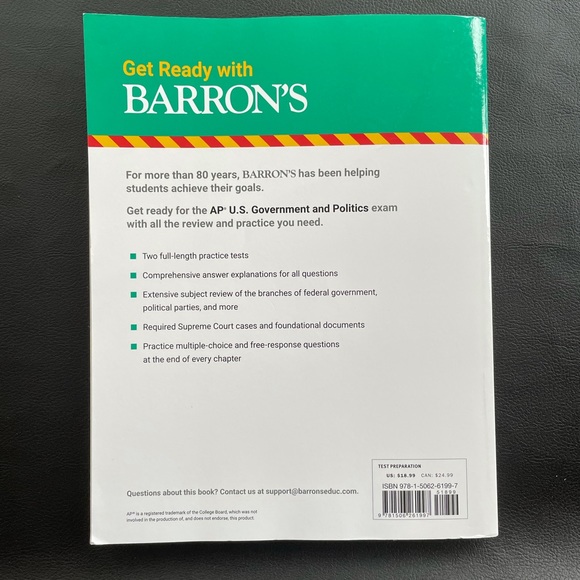 Get Ready with
BARRON'S
For more than 80 years, BARRON'S has been helping
students achieve their goals.
Get ready for the AP® U.S. Government and Politics exam
with all the review and practice you need.
Two full-length practice tests
Comprehensive answer explanations for all questions
Extensive subject review of the branches of federal government,
political parties, and more
Required Supreme Court cases and foundational documents
Practice multiple-choice and free-response questions
at the end of every chapter
TEST PREPARATION
US: $18.99 CAN: $24.99
ISBN 978-1-5062-6199-7
51899
9 781506 261997
Questions about this book? Contact us at support@barronseduc.com.
AP® is a registered trademark of the College Board, which was not
involved in the production of, and does not endorse, this product.